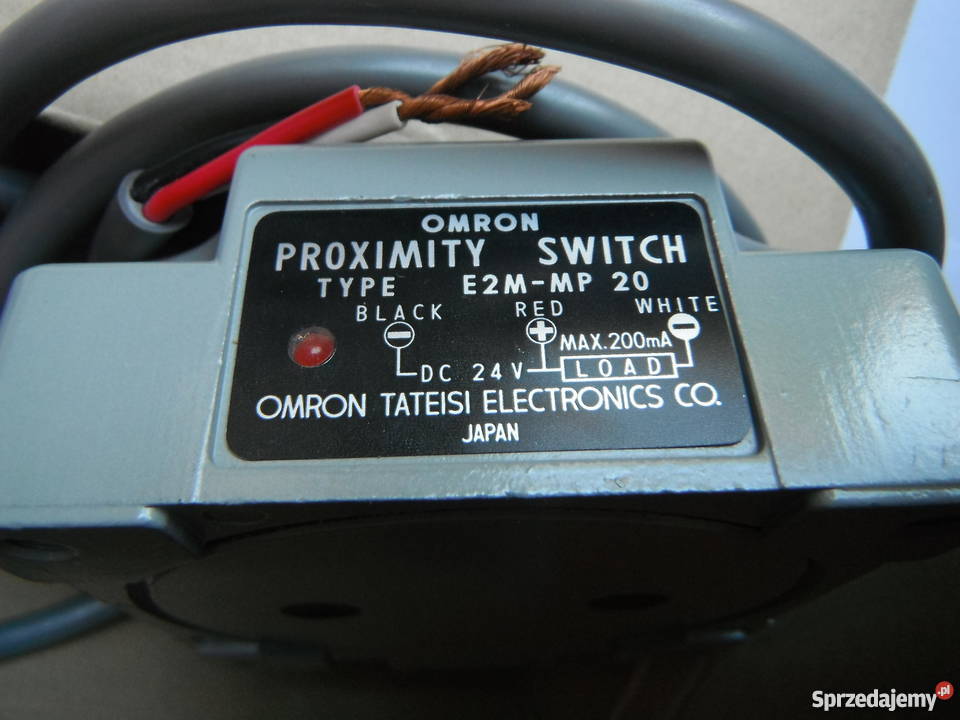 OMRON
PROXIMITY SWITCH
TYPE E2M-MP 20
BLACK RED WHITE
MAX.200mA
DC 24V LOAD
OMRON TATEISI ELECTRONICS CO.
JAPAN
Sprzedajemy.pl